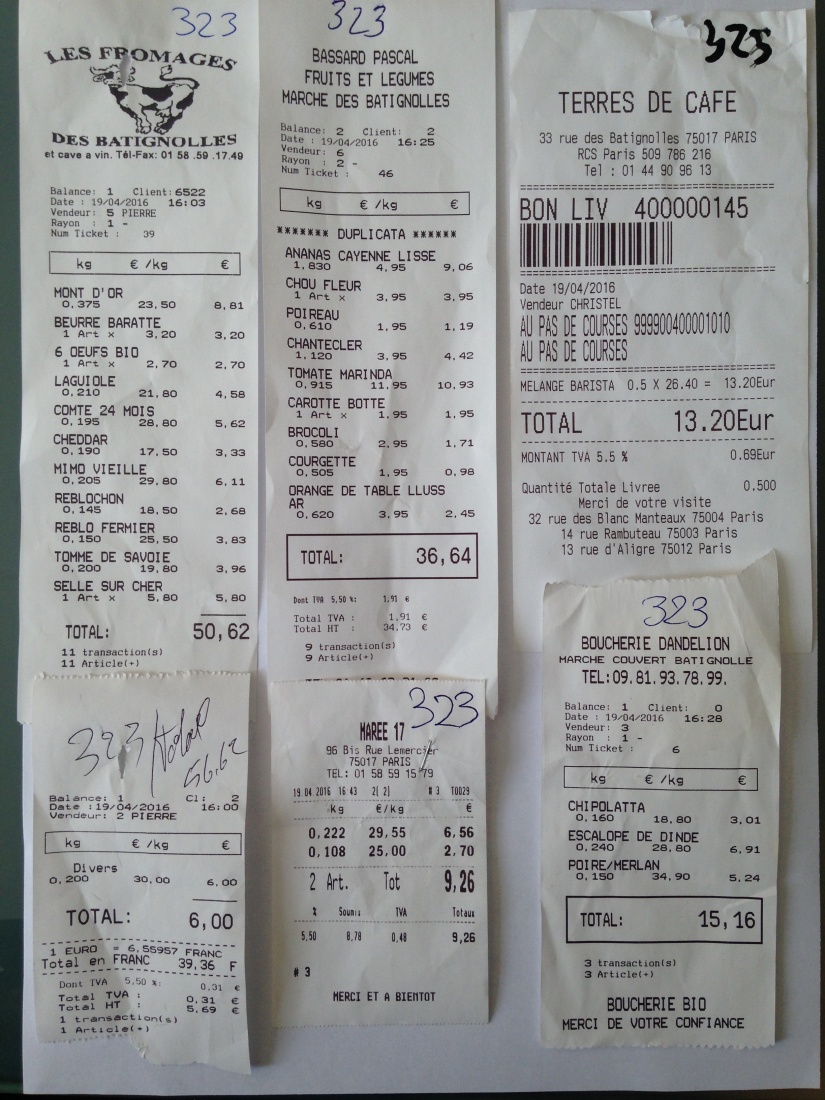 323
LES FROMAGES
DES BATIGNOLLES
et cave a vin. Tél-Fax: 01 58 .59 .17.49
Balance: 1 Client:6522
Date : 19/04/2016 16:03
Vendeur: 5 PIERRE
Rayon : 1 -
Num Ticket : 39
kg € /kg €
MONT D'OR
0,375 23,50 8,81
BEURRE BARATTE
1 Art x 3,20 3,20
6 OEUFS BIO
1 Art x 2,70 2,70
LAGUIOLE
0,210 21,80 4,58
COMTE 24 MOIS
0,195 28,80 5,62
CHEDDAR
0,190 17,50 3,33
MIMO VIEILLE
0,205 29,80 6,11
REBLOCHON
0,145 18,50 2,68
REBLO FERMIER
0,150 25,50 3,83
TOMME DE SAVOIE
0,200 19,80 3,96
SELLE SUR CHER
1 Art x 5,80 5,80
TOTAL: 50,62
11 transaction(s)
11 Article(+)
323
BASSARD PASCAL
FRUITS ET LEGUMES
MARCHE DES BATIGNOLLES
Balance: 2 Client: 2
Date : 19/04/2016 16:25
Vendeur: 6
Rayon : 2 -
Num Ticket : 46
kg € /kg €
******* DUPLICATA ******
ANANAS CAYENNE LISSE
1,830 4,95 9,06
CHOU FLEUR
1 Art x 3,95 3,95
POIREAU
0,610 1,95 1,19
CHANTECLER
1,120 3,95 4,42
TOMATE MARINDA
0,915 11,95 10,93
CAROTTE BOTTE
1 Art x 1,95 1,95
BROCOLI
0,580 2,95 1,71
COURGETTE
0,505 1,95 0,98
ORANGE DE TABLE LLUSS
AR
0,620 3,95 2,45
TOTAL: 36,64
Dont TVA 5,50 %: 1,91 €
Total TVA : 1,91 €
Total HT : 34,73 €
9 transaction(s)
9 Article(+)
325
TERRES DE CAFE
33 rue des Batignolles 75017 PARIS
RCS Paris 509 786 216
Tel : 01 44 90 96 13
BON LIV 400000145
Date 19/04/2016
Vendeur CHRISTEL
AU PAS DE COURSES 999900400001010
AU PAS DE COURSES
MELANGE BARISTA 0.5 X 26.40 = 13.20Eur
TOTAL 13.20Eur
MONTANT TVA 5.5 % 0.69Eur
Quantité Totale Livree 0.500
Merci de votre visite
32 rue des Blanc Manteaux 75004 Paris
14 rue Rambuteau 75003 Paris
13 rue d'Aligre 75012 Paris
323
56.62
Balance: 1 Cl: 2
Date :19/04/2016 16:00
Vendeur: 2 PIERRE
kg € /kg €
Divers
0,200 30,00 6,00
TOTAL: 6,00
1 EURO = 6,55957 FRANC
Total en FRANC 39,36 F
Dont TVA 5,50 %: 0,31 €
Total TVA : 0,31 €
Total HT : 5,69 €
1 transaction(s)
1 Article(+)
323
MAREE 17
96 Bis Rue Lemercier
75017 PARIS
TEL: 01 58 59 15 79
19 04 2016 16 43 2( 2) # 3 T0029
kg €/kg €
0,222 29,55 6,56
0,108 25,00 2,70
2 Art. Tot 9,26
% Soumis TVA Totaux
5,50 8,78 0,48 9,26
# 3
MERCI ET A BIENTOT
323
BOUCHERIE DANDELION
MARCHE COUVERT BATIGNOLLE
TEL:09.81.93.78.99.
Balance: 1 Client: 0
Date : 19/04/2016 16:28
Vendeur: 3
Rayon : 1 -
Num Ticket : 6
kg € /kg €
CHIPOLATTA
0,160 18,80 3,01
ESCALOPE DE DINDE
0,240 28,80 6,91
POIRE/MERLAN
0,150 34,90 5,24
TOTAL: 15,16
3 transaction(s)
3 Article(+)
BOUCHERIE BIO
MERCI DE VOTRE CONFIANCE